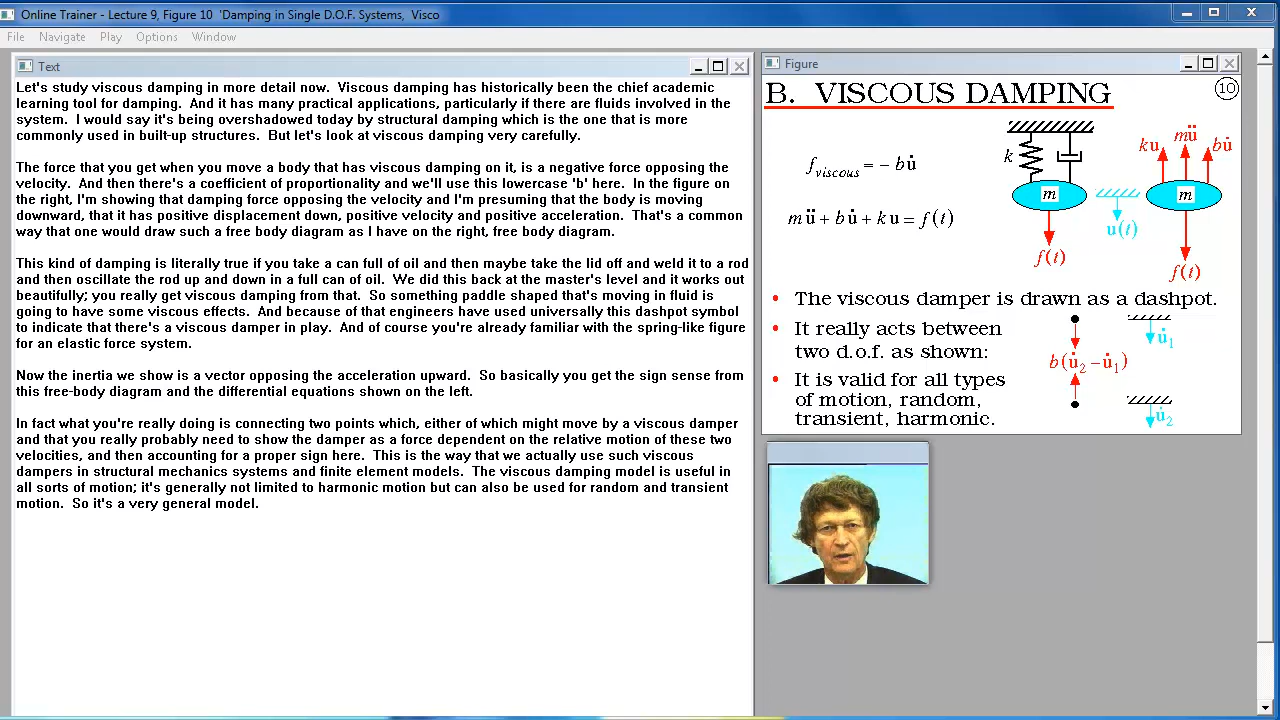 Online Trainer - Lecture 9, Figure 10 'Damping in Single D.O.F. Systems, Visco
File Navigate Play Options Window
Text
Let's study viscous damping in more detail now. Viscous damping has historically been the chief academic
learning tool for damping. And it has many practical applications, particularly if there are fluids involved in the
system. I would say it's being overshadowed today by structural damping which is the one that is more
commonly used in built-up structures. But let's look at viscous damping very carefully.
The force that you get when you move a body that has viscous damping on it, is a negative force opposing the
velocity. And then there's a coefficient of proportionality and we'll use this lowercase 'b' here. In the figure on
the right, I'm showing that damping force opposing the velocity and I'm presuming that the body is moving
downward, that it has positive displacement down, positive velocity and positive acceleration. That's a common
way that one would draw such a free body diagram as I have to the right, free body diagram.
This kind of damping is literally true if you take a can full of oil and then maybe take the lid off and weld it to a rod
and then oscillate the rod up and down in a full can of oil. We did this back at the master's level and it works out
beautifully; you really get viscous damping from that. So something paddle shaped that's moving in fluid is
going to have some viscous effects. And because of that engineers have used universally this dashpot symbol
to indicate that there's a viscous damper in play. And of course you're already familiar with the spring-like figure
for an elastic force system.
Now the inertia we show is a vector opposing the acceleration upward. So basically you get the sign sense from
this free-body diagram and the differential equations shown on the left.
In fact what you're really doing is connecting two points which, either of which might move by a viscous damper
and that you really probably need to show the damper as a force dependent on the relative motion of these two
velocities, and then accounting for a proper sign here. This is the way that we actually use such viscous
dampers in structural mechanics systems and finite element models. The viscous damping model is useful in
all sorts of motion; it's generally not limited to harmonic motion but can also be used for random and transient
motion. So it's a very general model.
Figure
B. VISCOUS DAMPING
10
f viscous = − bu̇
mü + bu̇ + ku = f(t)
k
m
f(t)
u(t)
ku mü bu̇
m
f(t)
• The viscous damper is drawn as a dashpot.
• It really acts between
two d.o.f. as shown:
• It is valid for all types
of motion, random,
transient, harmonic.
u̇₁
b(u̇₂ − u̇₁)
u̇₂